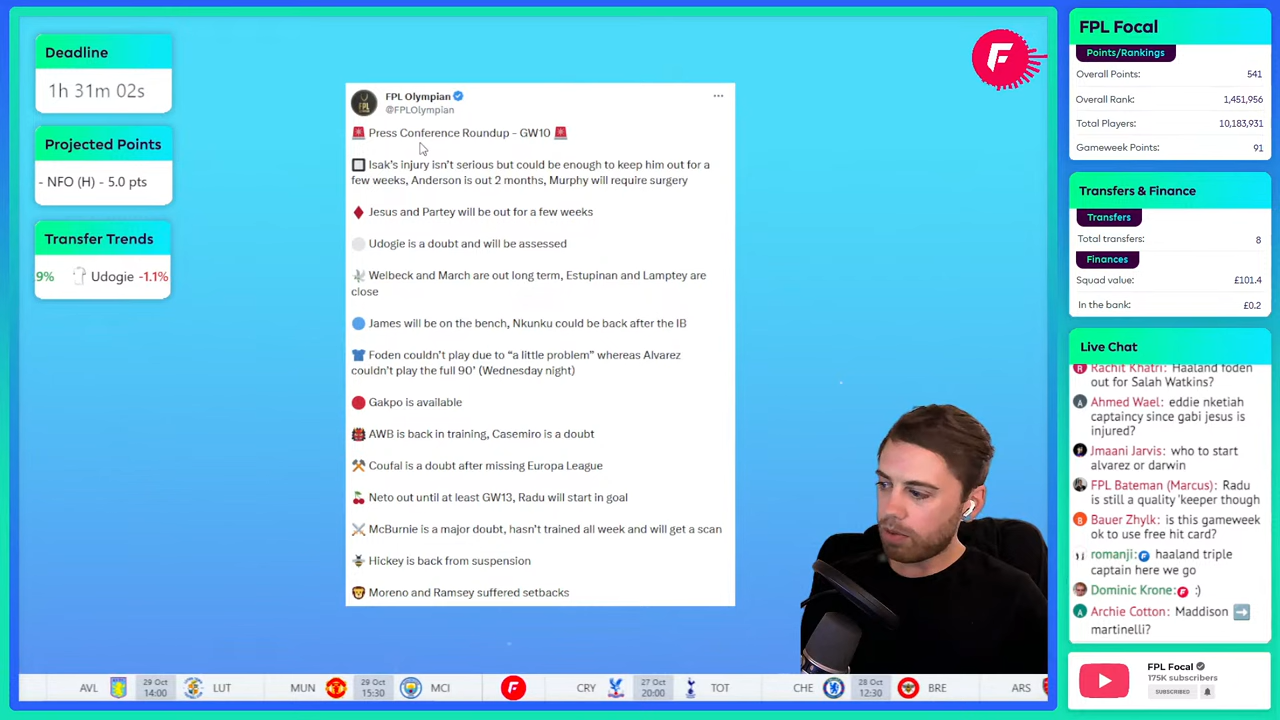 Deadline
1h 31m 02s
Projected Points
- NFO (H) - 5.0 pts
Transfer Trends
9% Udogie -1.1%
FPL Olympian
@FPLOlympian
🚨 Press Conference Roundup - GW10 🚨
🔲 Isak's injury isn't serious but could be enough to keep him out for a
few weeks, Anderson is out 2 months, Murphy will require surgery
♦️ Jesus and Partey will be out for a few weeks
⚪ Udogie is a doubt and will be assessed
Welbeck and March are out long term, Estupinan and Lamptey are
close
🔵 James will be on the bench, Nkunku could be back after the IB
👕 Foden couldn't play due to “a little problem” whereas Alvarez
couldn't play the full 90' (Wednesday night)
🔴 Gakpo is available
👹 AWB is back in training, Casemiro is a doubt
⚒️ Coufal is a doubt after missing Europa League
🍒 Neto out until at least GW13, Radu will start in goal
⚔️ McBurnie is a major doubt, hasn't trained all week and will get a scan
🐝 Hickey is back from suspension
🦁 Moreno and Ramsey suffered setbacks
AVL 29 Oct 14:00 LUT MUN 29 Oct 15:30 MCI CRY 27 Oct 20:00 TOT CHE 28 Oct 12:30 BRE ARS
FPL Focal
Points/Rankings
Overall Points: 541
Overall Rank: 1,451,956
Total Players: 10,183,931
Gameweek Points: 91
Transfers & Finance
Transfers
Total transfers: 8
Finances
Squad value: £101.4
In the bank: £0.2
Live Chat
R Rachit Khatri: Haaland foden
out for Salah Watkins?
A Ahmed Wael: eddie nketiah
captaincy since gabi jesus is
injured?
Jmaani Jarvis: who to start
alvarez or darwin
FPL Bateman (Marcus): Radu
is still a quality 'keeper though
B Bauer Zhylk: is this gameweek
ok to use free hit card?
romanji: haaland triple
captain here we go
Dominic Krone: :)
A Archie Cotton: Maddison ➡️
martinelli?
FPL Focal
175K subscribers
SUBSCRIBED